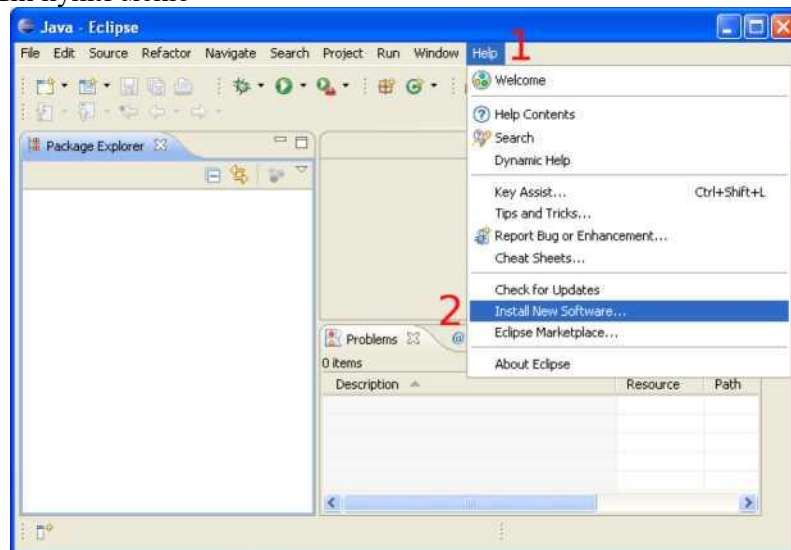 пункт меню
Java - Eclipse
File Edit Source Refactor Navigate Search Project Run Window Help
1
Welcome
Help Contents
Search
Dynamic Help
Key Assist... Ctrl+Shift+L
Tips and Tricks...
Report Bug or Enhancement...
Cheat Sheets...
Check for Updates
Install New Software...
Eclipse Marketplace...
About Eclipse
Package Explorer
2
Problems @
0 items
Description Resource Path